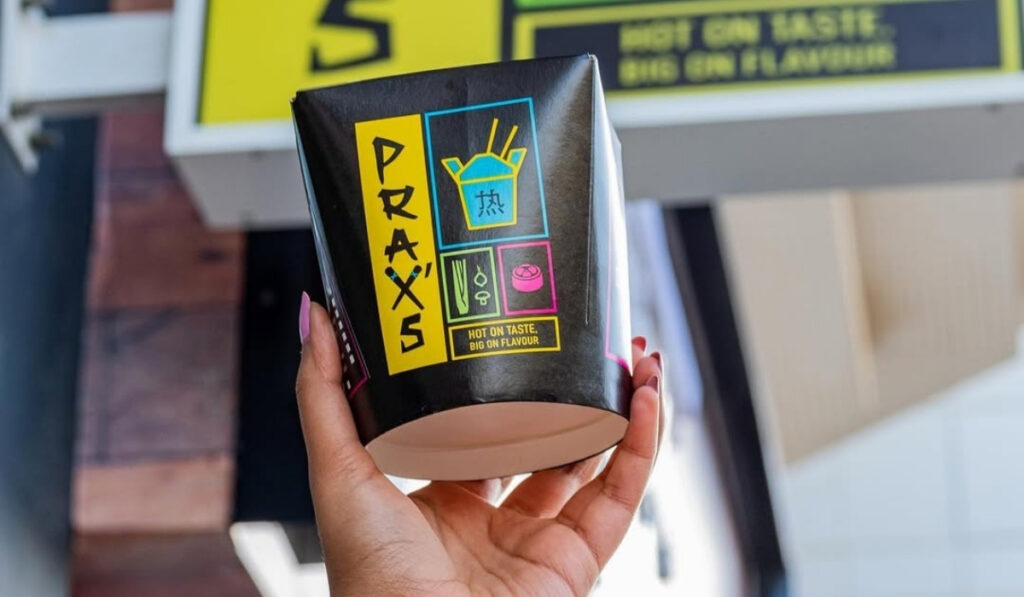 S
HOT ON TASTE.
BIG ON FLAVOUR
PRAX'S
热
HOT ON TASTE.
BIG ON FLAVOUR